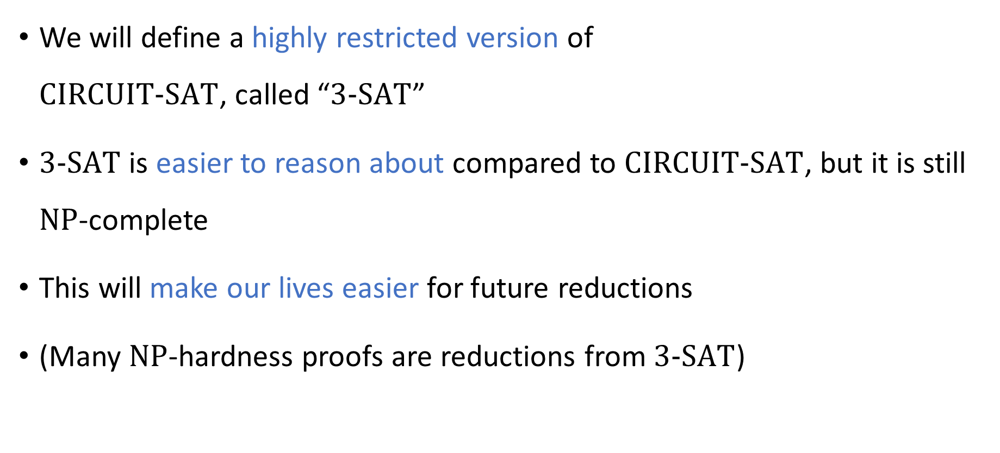 • We will define a highly restricted version of
CIRCUIT-SAT, called “3-SAT”
• 3-SAT is easier to reason about compared to CIRCUIT-SAT, but it is still
NP-complete
• This will make our lives easier for future reductions
• (Many NP-hardness proofs are reductions from 3-SAT)